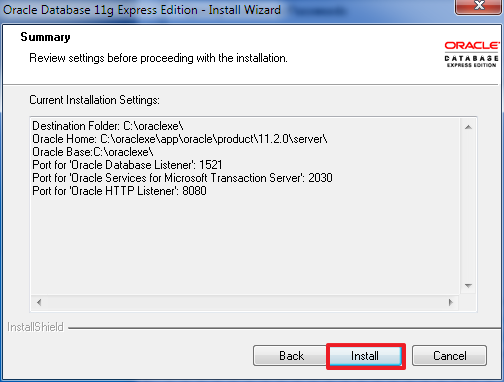 Oracle Database 11g Express Edition - Install Wizard
Summary
Review settings before proceeding with the installation.
ORACLE
DATABASE
EXPRESS EDITION
Current Installation Settings:
Destination Folder: C:\oraclexe\
Oracle Home: C:\oraclexe\app\oracle\product\11.2.0\server\
Oracle Base:C:\oraclexe\
Port for 'Oracle Database Listener': 1521
Port for 'Oracle Services for Microsoft Transaction Server': 2030
Port for 'Oracle HTTP Listener': 8080
InstallShield
Back
Install
Cancel